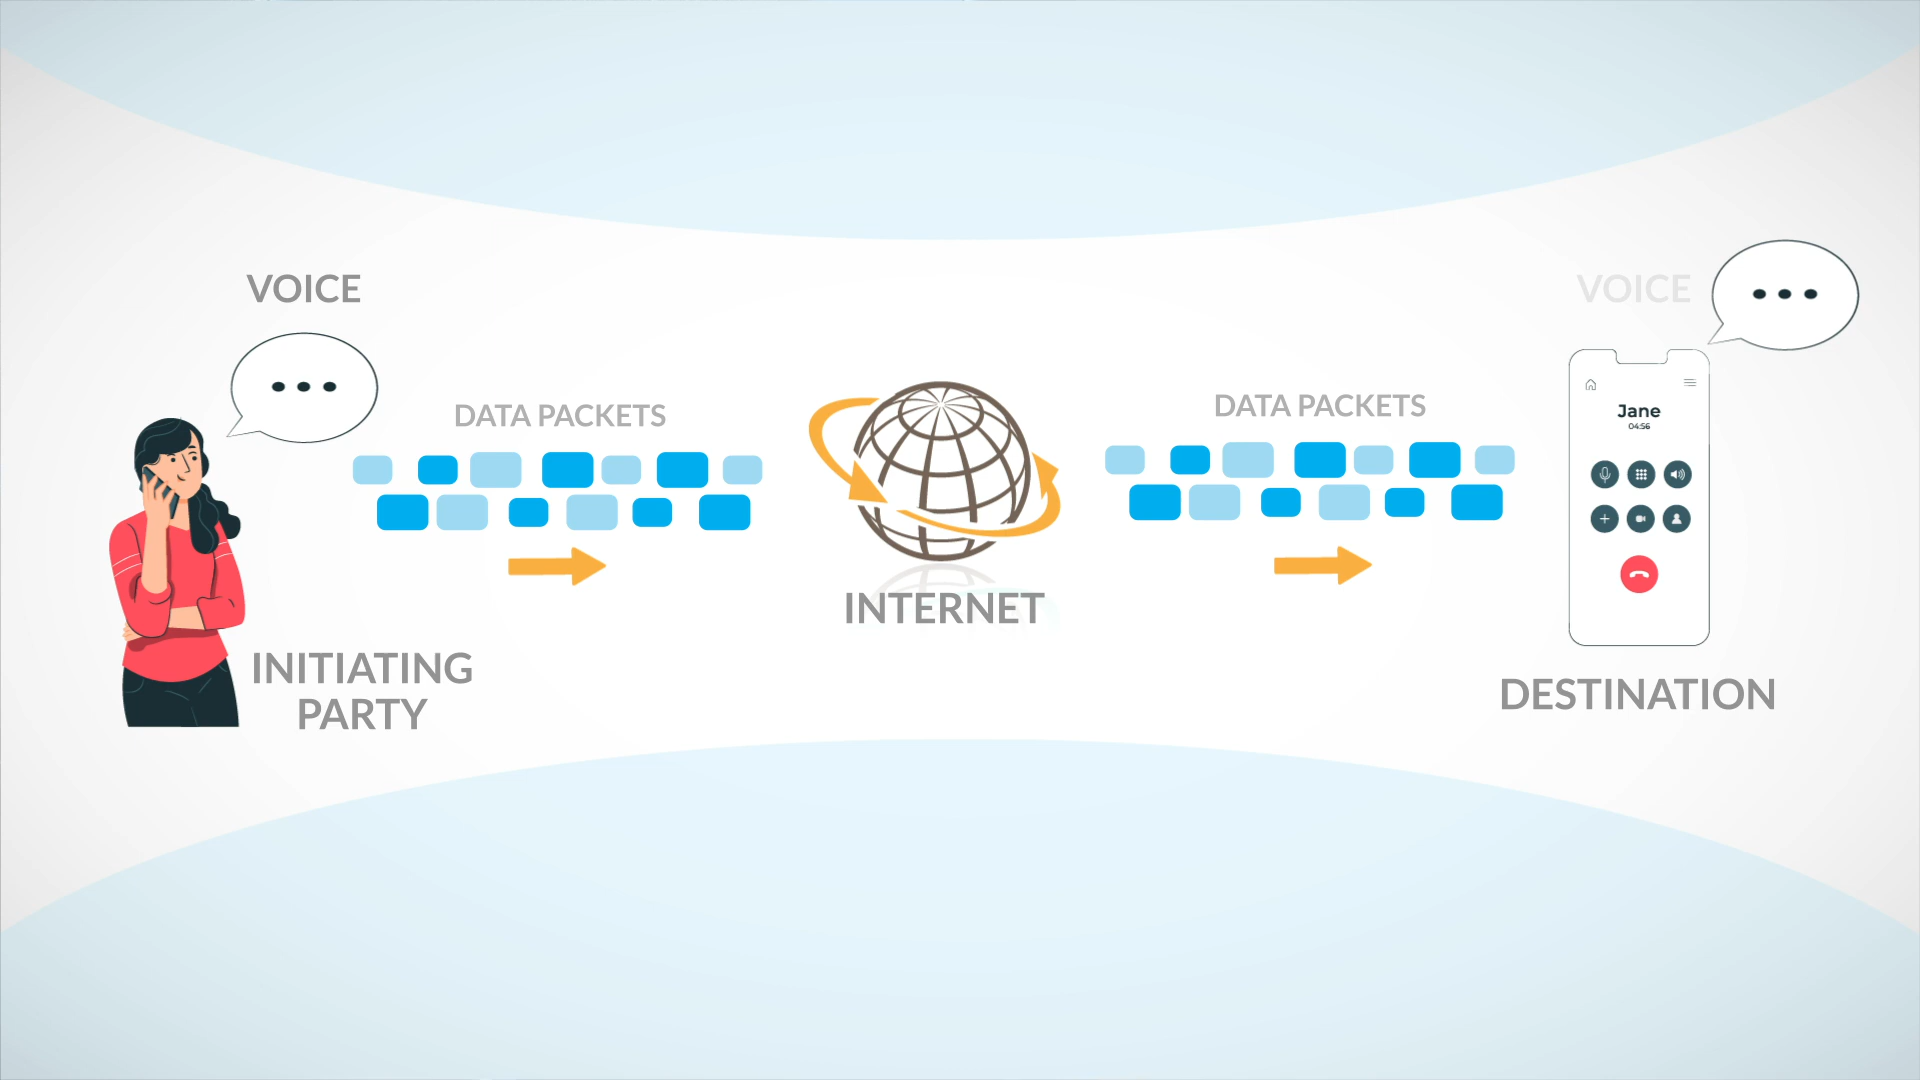 VOICE
DATA PACKETS
INITIATING
PARTY
INTERNET
DATA PACKETS
VOICE
Jane
04:56
DESTINATION